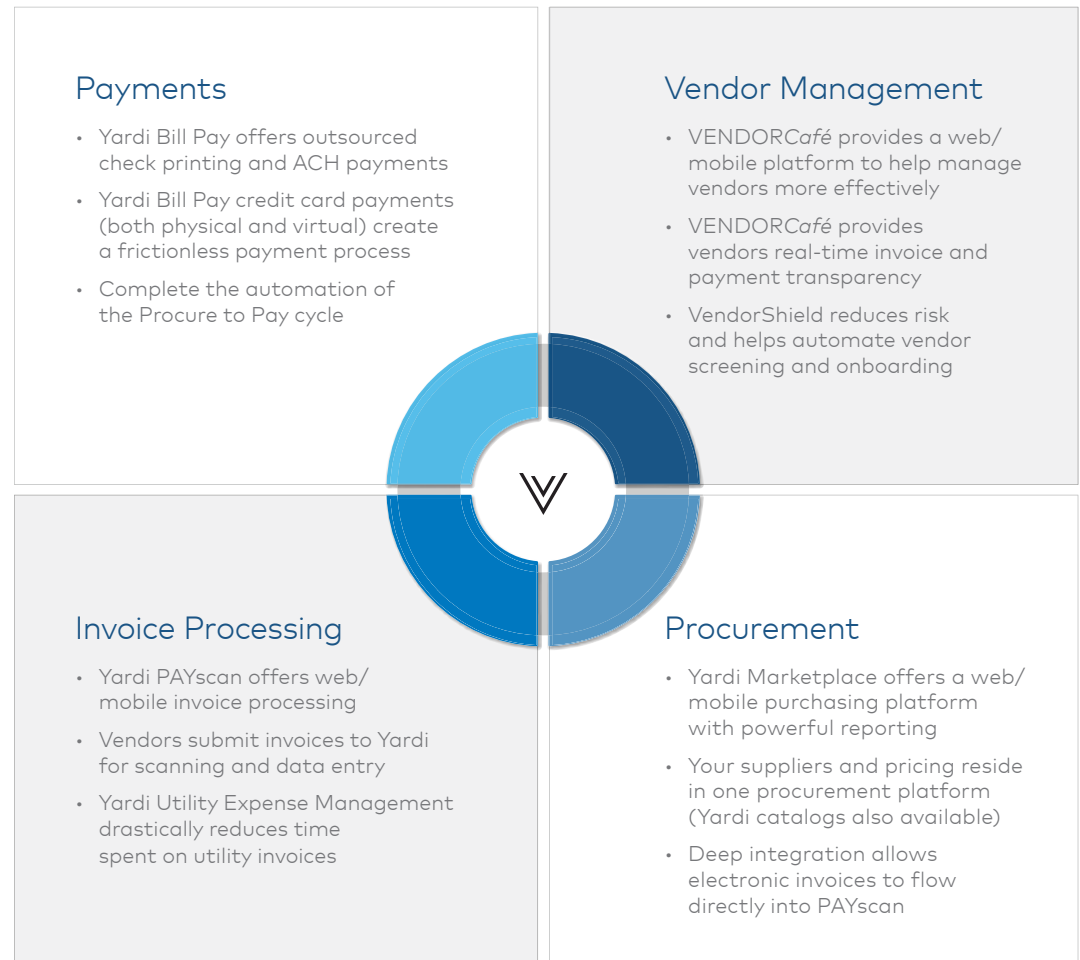 Payments
• Yardi Bill Pay offers outsourced
check printing and ACH payments
• Yardi Bill Pay credit card payments
(both physical and virtual) create
a frictionless payment process
• Complete the automation of
the Procure to Pay cycle
Vendor Management
• VENDORCafé provides a web/
mobile platform to help manage
vendors more effectively
• VENDORCafé provides
vendors real-time invoice and
payment transparency
• VendorShield reduces risk
and helps automate vendor
screening and onboarding
Invoice Processing
• Yardi PAYscan offers web/
mobile invoice processing
• Vendors submit invoices to Yardi
for scanning and data entry
• Yardi Utility Expense Management
drastically reduces time
spent on utility invoices
Procurement
• Yardi Marketplace offers a web/
mobile purchasing platform
with powerful reporting
• Your suppliers and pricing reside
in one procurement platform
(Yardi catalogs also available)
• Deep integration allows
electronic invoices to flow
directly into PAYscan